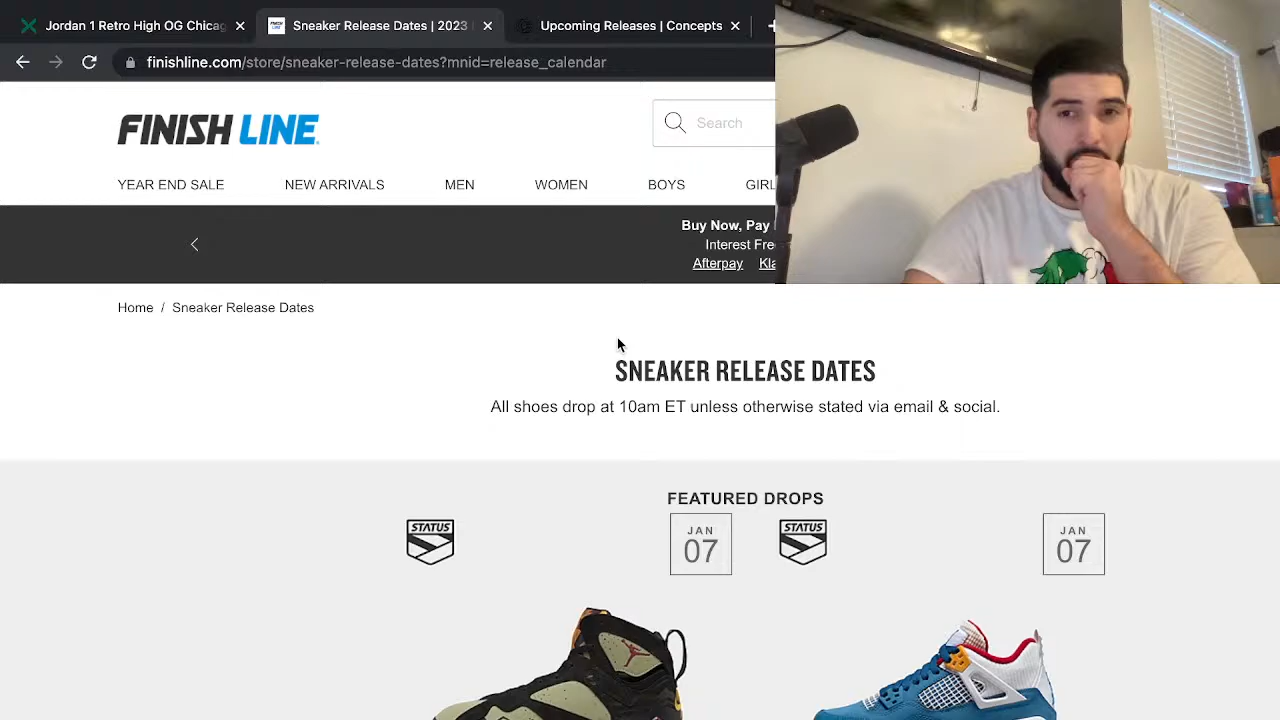 Jordan 1 Retro High OG Chicag
Sneaker Release Dates | 2023
Upcoming Releases | Concepts
finishline.com/store/sneaker-release-dates?mnid=release_calendar
FINISH LINE
Search
YEAR END SALE
NEW ARRIVALS
MEN
WOMEN
BOYS
GIRL
Buy Now, Pay
Interest Fre
Afterpay Kla
Home / Sneaker Release Dates
SNEAKER RELEASE DATES
All shoes drop at 10am ET unless otherwise stated via email & social.
FEATURED DROPS
STATUS
JAN
07
STATUS
JAN
07